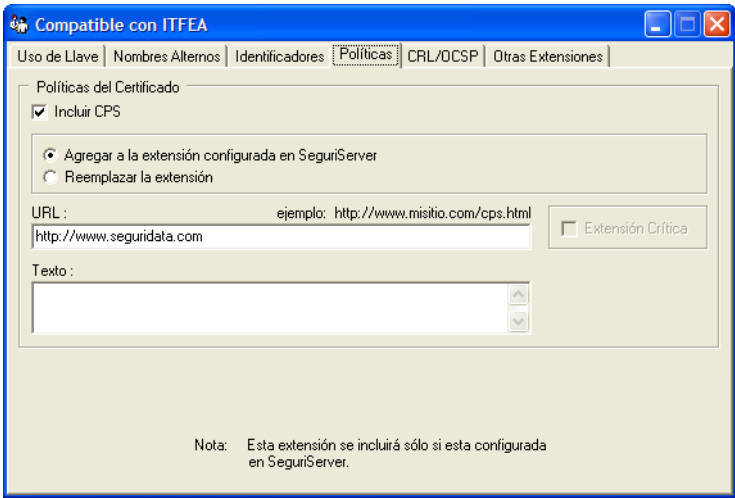 Compatible con ITFEA
Uso de Llave Nombres Alternos Identificadores Políticas CRL/OCSP Otras Extensiones
Políticas del Certificado
Incluir CPS
Agregar a la extensión configurada en SeguriServer
Reemplazar la extensión
URL : ejemplo: http://www.misitio.com/cps.html
http://www.seguridata.com
Extensión Crítica
Texto :
Nota: Esta extensión se incluirá sólo si esta configurada
en SeguriServer.